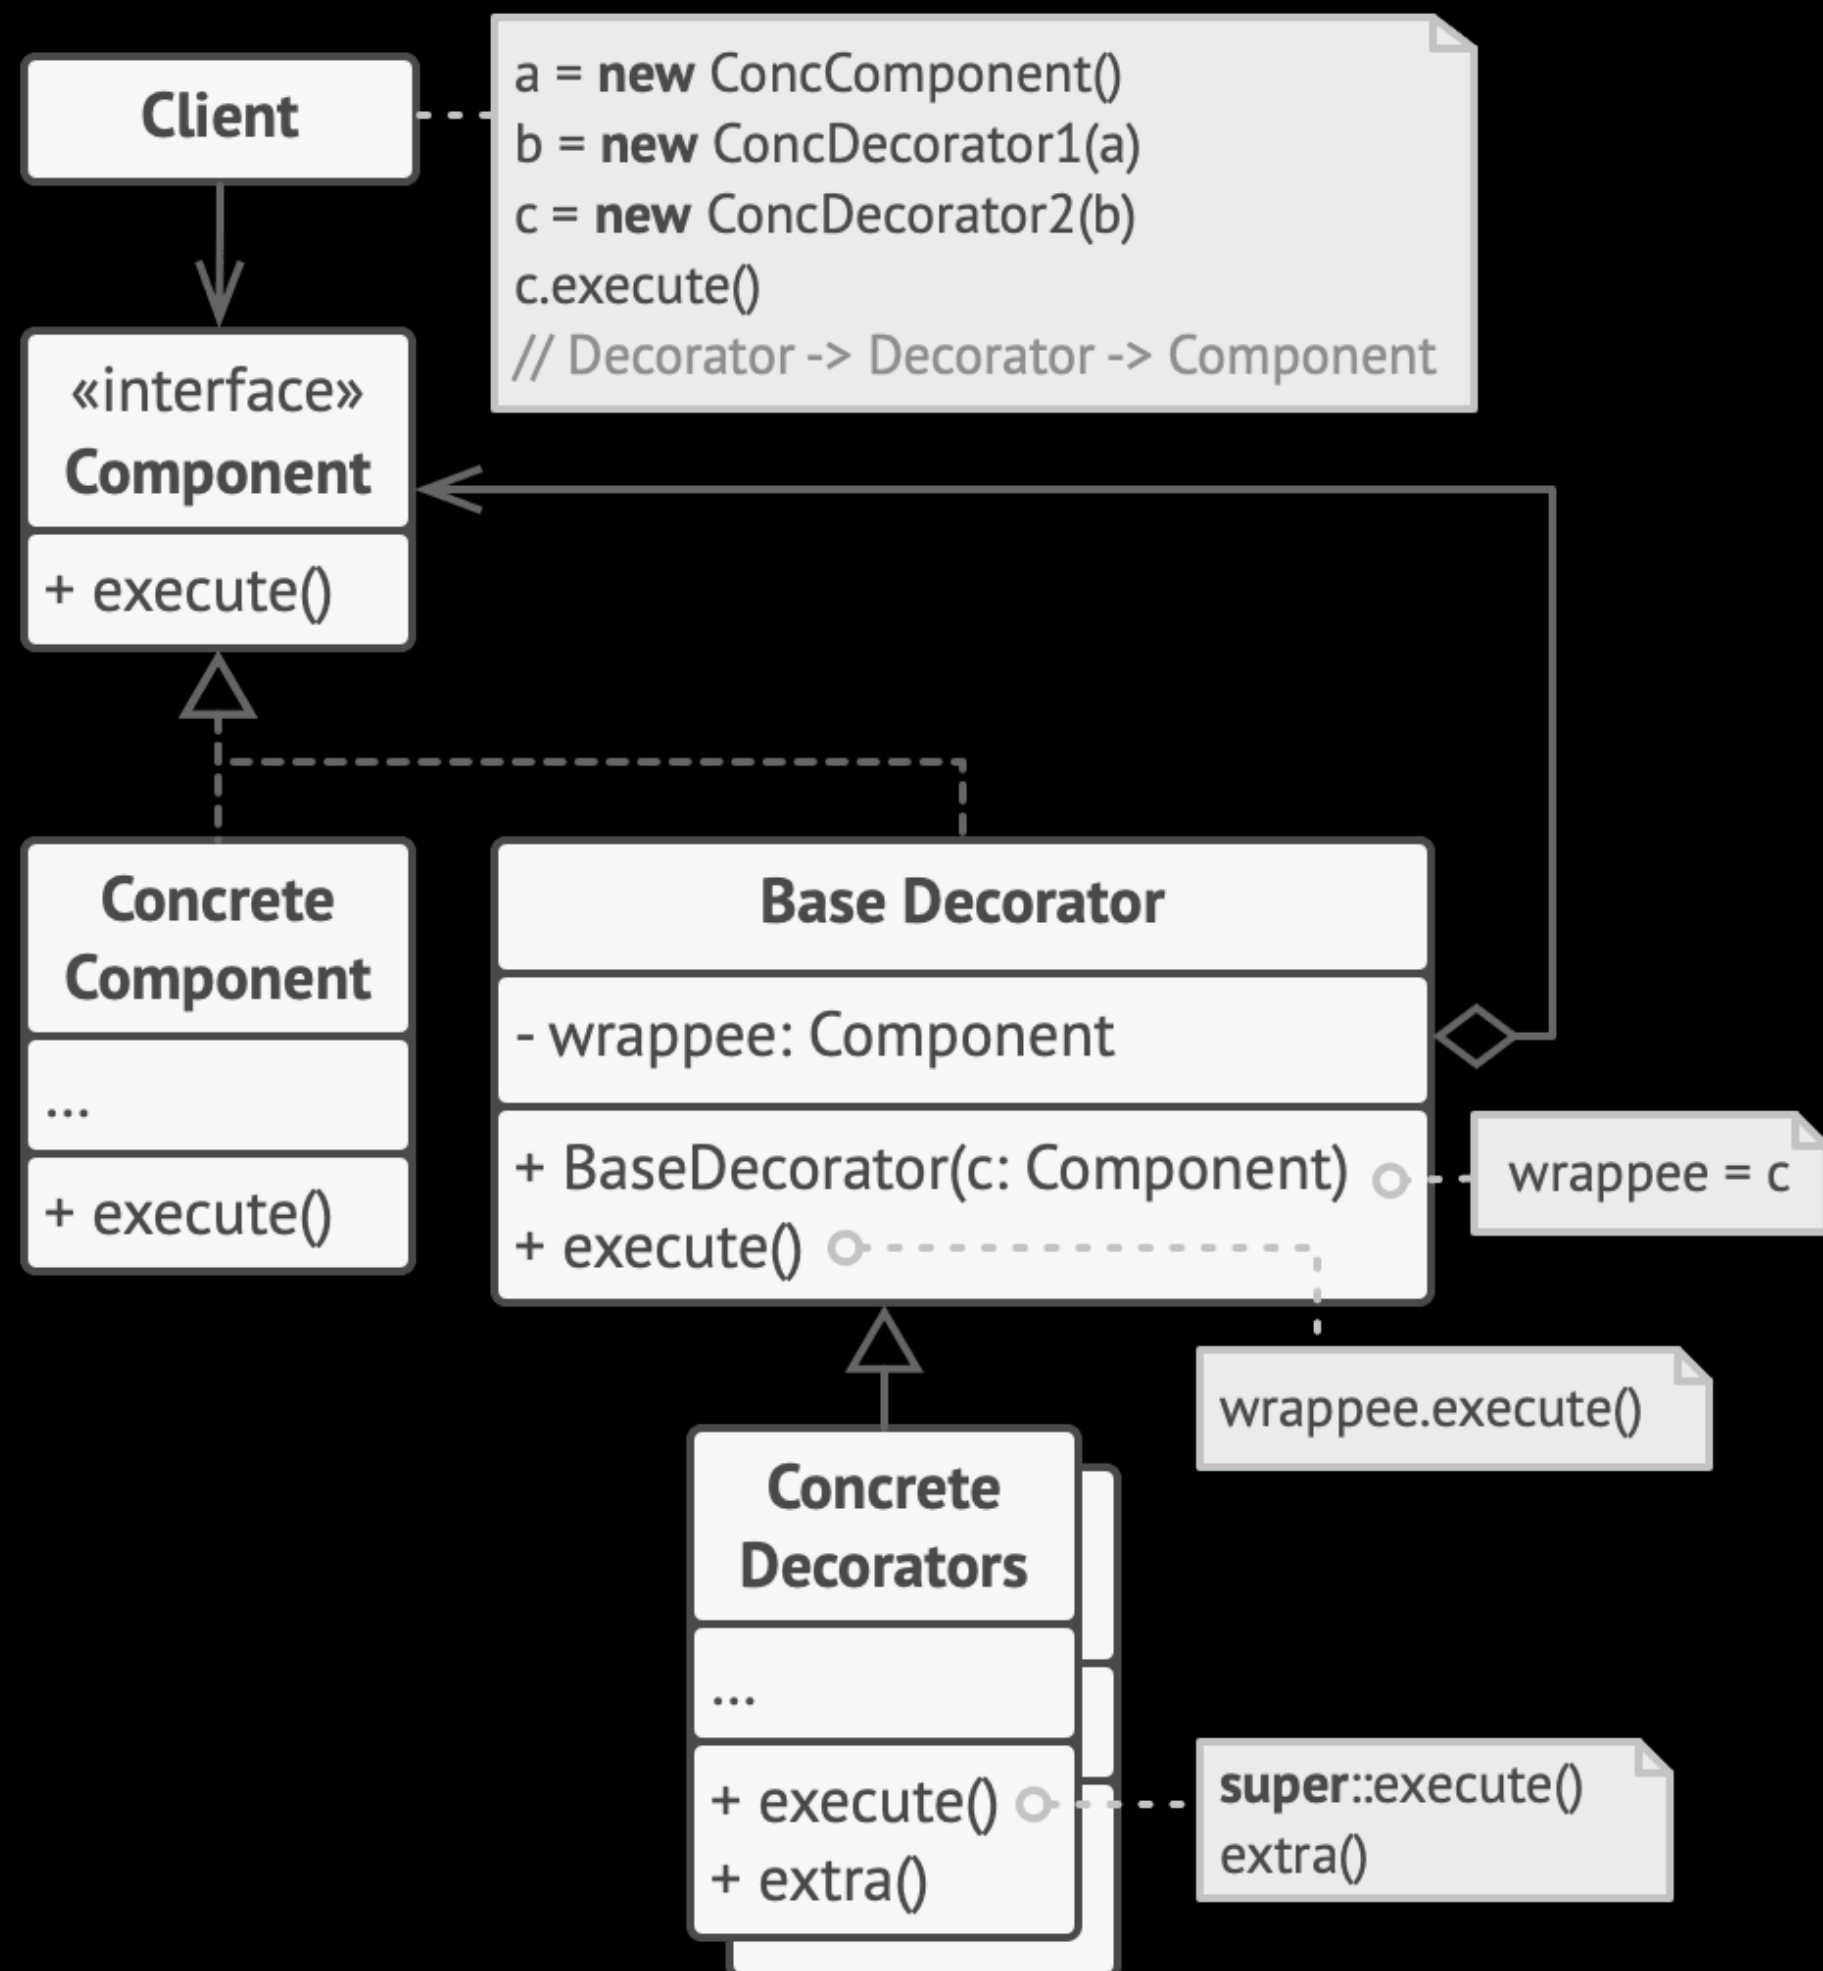 Client
a = new ConcComponent()
b = new ConcDecorator1(a)
c = new ConcDecorator2(b)
c.execute()
// Decorator -> Decorator -> Component
«interface»
Component
+ execute()
Concrete
Component
...
+ execute()
Base Decorator
- wrappee: Component
+ BaseDecorator(c: Component)
+ execute()
wrappee = c
wrappee.execute()
Concrete
Decorators
...
+ execute()
+ extra()
super::execute()
extra()